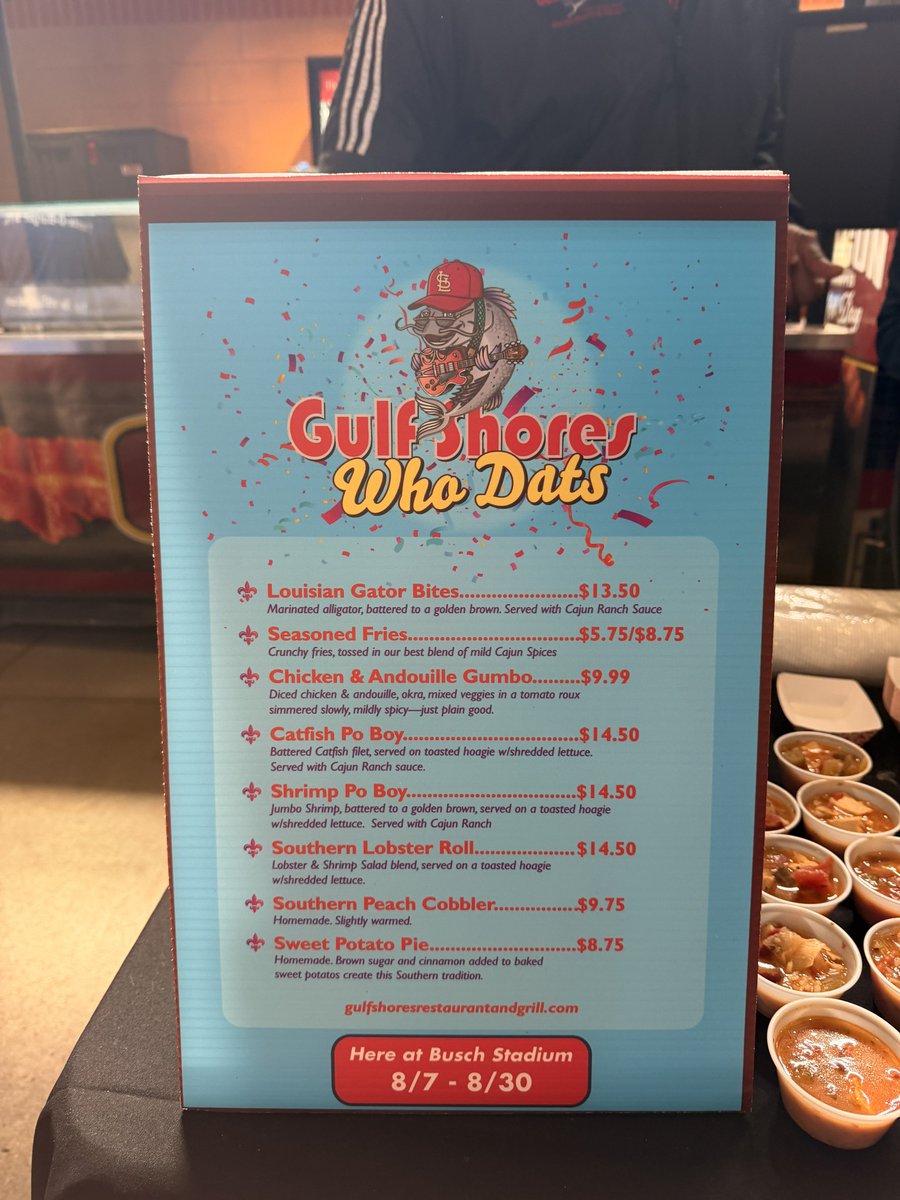 STL
Gulf Shores
Who Dats
Louisian Gator Bites.......................$13.50
Marinated alligator, battered to a golden brown. Served with Cajun Ranch Sauce
Seasoned Fries.................................$5.75/$8.75
Crunchy fries, tossed in our best blend of mild Cajun Spices
Chicken & Andouille Gumbo.........$9.99
Diced chicken & andouille, okra, mixed veggies in a tomato roux
simmered slowly, mildly spicy—just plain good.
Catfish Po Boy..................................$14.50
Battered Catfish filet, served on toasted hoagie w/shredded lettuce.
Served with Cajun Ranch sauce.
Shrimp Po Boy.................................$14.50
Jumbo Shrimp, battered to a golden brown, served on a toasted hoagie
w/shredded lettuce. Served with Cajun Ranch
Southern Lobster Roll....................$14.50
Lobster & Shrimp Salad blend, served on a toasted hoagie
w/shredded lettuce.
Southern Peach Cobbler................$9.75
Homemade. Slightly warmed.
Sweet Potato Pie.............................$8.75
Homemade. Brown sugar and cinnamon added to baked
sweet potatos create this Southern tradition.
gulfshoresrestaurantandgrill.com
Here at Busch Stadium
8/7 - 8/30